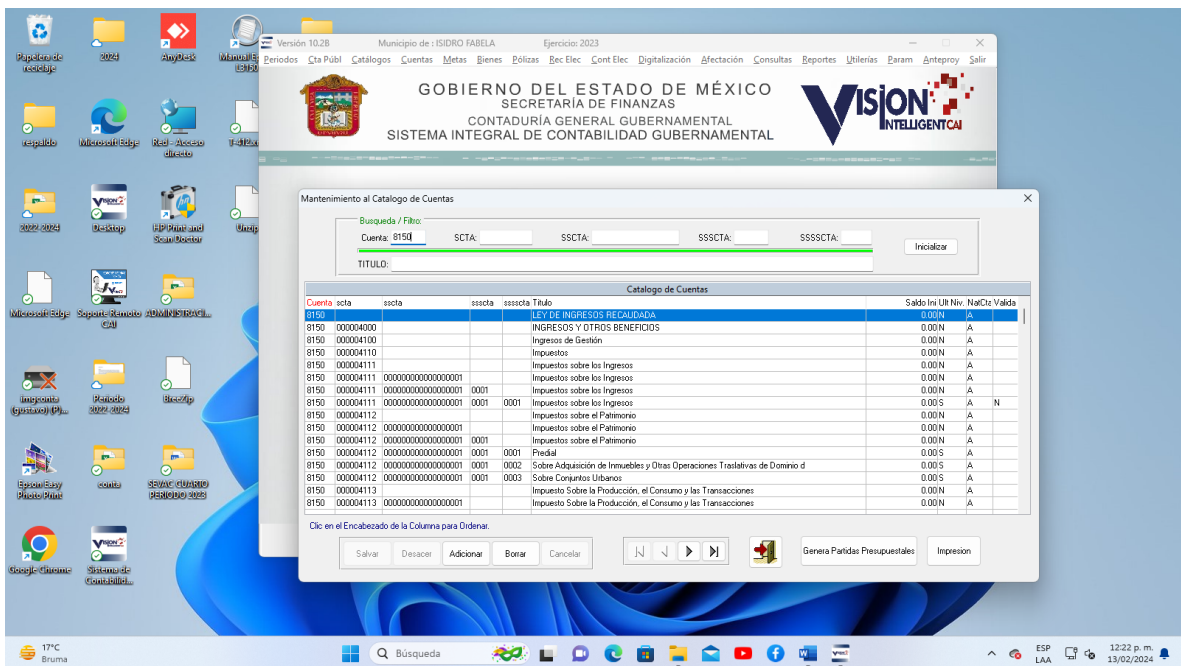 Papelera de reciclaje
2024
AnyDesk
respaldo
Microsoft Edge
Red - Acceso directo
2022-2024
Desktop
HP Print and Scan Doctor
Unzip
Microsoft Edge
Soporte Remoto CAI
ADMINISTRACI...
Periodo 2022-2024
BreeZip
Epson Easy Photo Print
conta
SEVAC CUARTO PERIODO 2023
Google Chrome
Sistema de Contabilid...
Versión 10.2B Municipio de : ISIDRO FABELA Ejercicio: 2023
Periodos Cta Públ Catálogos Cuentas Metas Bienes Pólizas Rec Elec Cont Elec Digitalización Afectación Consultas Reportes Utilerías Param Anteproy Salir
GOBIERNO DEL ESTADO DE MÉXICO
SECRETARÍA DE FINANZAS
CONTADURÍA GENERAL GUBERNAMENTAL
SISTEMA INTEGRAL DE CONTABILIDAD GUBERNAMENTAL
VISION
INTELLIGENTCAI
Mantenimiento al Catalogo de Cuentas
Busqueda / Filtro:
Cuenta: 8150 SCTA: SSCTA: SSSCTA: SSSSCTA:
Inicializar
TITULO:
Catalogo de Cuentas
Cuenta scta sscta ssscta sssscta Titulo Saldo Ini Ult Niv. NatCta Valida
8150 LEY DE INGRESOS RECAUDADA 0.00 N A
8150 000004000 INGRESOS Y OTROS BENEFICIOS 0.00 N A
8150 000004100 Ingresos de Gestión 0.00 N A
8150 000004110 Impuestos 0.00 N A
8150 000004111 Impuestos sobre los Ingresos 0.00 N A
8150 000004111 000000000000000001 Impuestos sobre los Ingresos 0.00 N A
8150 000004111 000000000000000001 0001 Impuestos sobre los Ingresos 0.00 N A
8150 000004111 000000000000000001 0001 0001 Impuestos sobre los Ingresos 0.00 S A N
8150 000004112 Impuestos sobre el Patrimonio 0.00 N A
8150 000004112 000000000000000001 Impuestos sobre el Patrimonio 0.00 N A
8150 000004112 000000000000000001 0001 Impuestos sobre el Patrimonio 0.00 N A
8150 000004112 000000000000000001 0001 0001 Predial 0.00 S A
8150 000004112 000000000000000001 0001 0002 Sobre Adquisición de Inmuebles y Otras Operaciones Traslativas de Dominio d 0.00 S A
8150 000004112 000000000000000001 0001 0003 Sobre Conjuntos Urbanos 0.00 S A
8150 000004113 Impuesto Sobre la Producción, el Consumo y las Transacciones 0.00 N A
8150 000004113 000000000000000001 Impuesto Sobre la Producción, el Consumo y las Transacciones 0.00 N A
Clic en el Encabezado de la Columna para Ordenar.
Salvar Desacer Adicionar Borrar Cancelar Genera Partidas Presupuestales Impresion
17°C
Bruma
Búsqueda
ESP
LAA
12:22 p. m.
13/02/2024